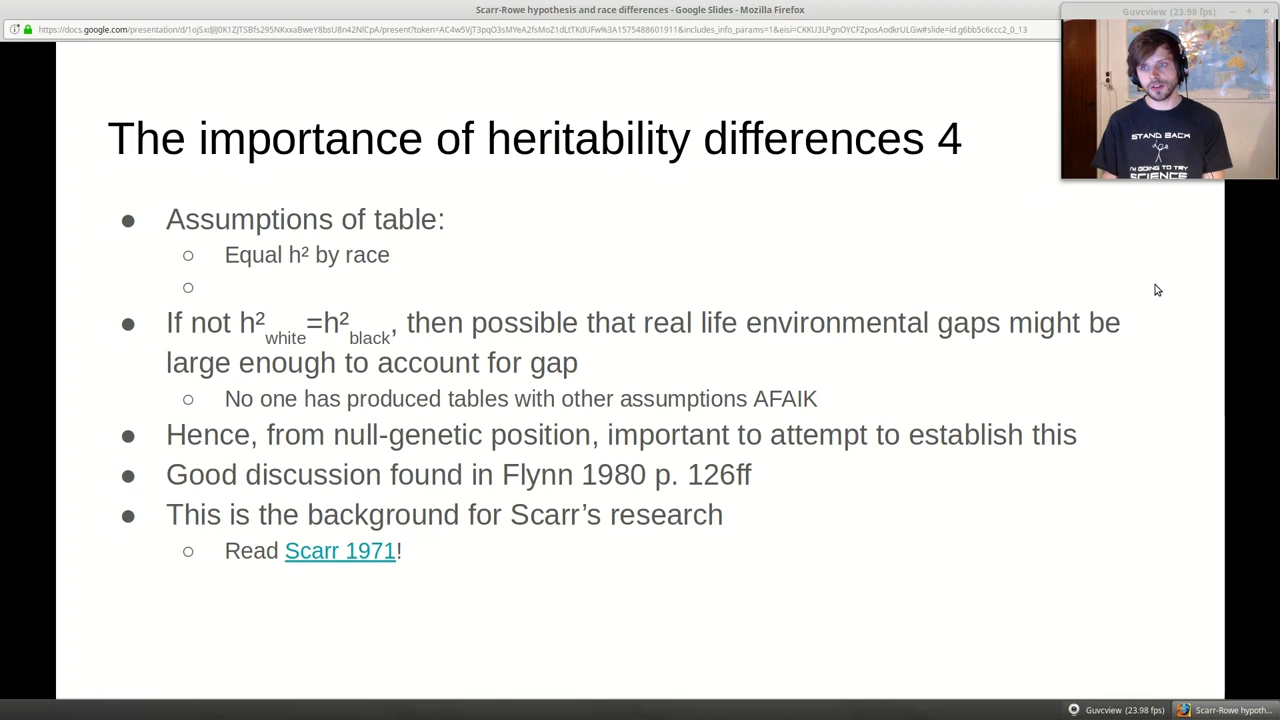 Scarr-Rowe hypothesis and race differences - Google Slides - Mozilla Firefox
Guvcview (23.98 fps)
https://docs.google.com/presentation/d/1ojSxdJlJ0K1ZjTSBfs295NKxxaBweY8bsU8n42NlCpA/present?token=AC4w5VjT3pqO3sMYeA2fsMoZ1dLtTKdUFw%3A1575488601911&includes_info_params=1&eisi=CKKU3LPgnOYCFZposAodkrULGw#slide=id.g6bb5c6ccc2_0_13
STAND BACK
I'M GOING TO TRY
SCIENCE
The importance of heritability differences 4
● Assumptions of table:
○ Equal h² by race
○
● If not h²white=h²black, then possible that real life environmental gaps might be
large enough to account for gap
○ No one has produced tables with other assumptions AFAIK
● Hence, from null-genetic position, important to attempt to establish this
● Good discussion found in Flynn 1980 p. 126ff
● This is the background for Scarr’s research
○ Read Scarr 1971!
Guvcview (23.98 fps)
Scarr-Rowe hypoth...